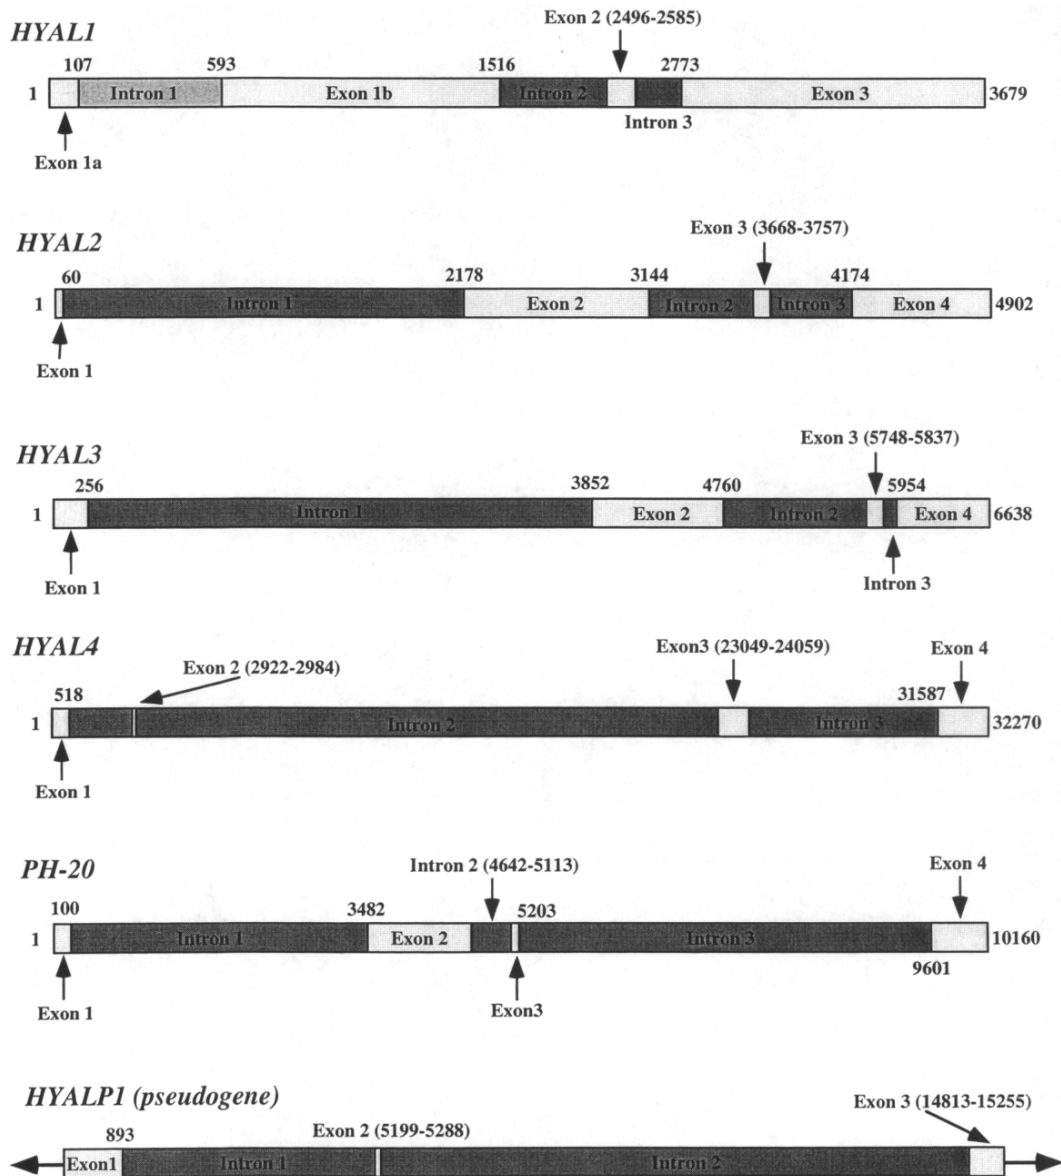 HYAL1
Exon 2 (2496-2585)
107 593 1516 2773
1 Intron 1 Exon 1b Intron 2 Exon 3 3679
Intron 3
Exon 1a
HYAL2
Exon 3 (3668-3757)
60 2178 3144 4174
1 Intron 1 Exon 2 Intron 2 Intron 3 Exon 4 4902
Exon 1
HYAL3
Exon 3 (5748-5837)
256 3852 4760 5954
1 Intron 1 Exon 2 Intron 2 Exon 4 6638
Exon 1 Intron 3
HYAL4
Exon 2 (2922-2984) Exon3 (23049-24059) Exon 4
518 31587
1 Intron 2 Intron 3 32270
Exon 1
PH-20
Intron 2 (4642-5113) Exon 4
100 3482 5203
1 Intron 1 Exon 2 Intron 3 10160
9601
Exon 1 Exon3
HYALP1 (pseudogene)
Exon 3 (14813-15255)
893 Exon 2 (5199-5288)
Exon1 Intron 1 Intron 2